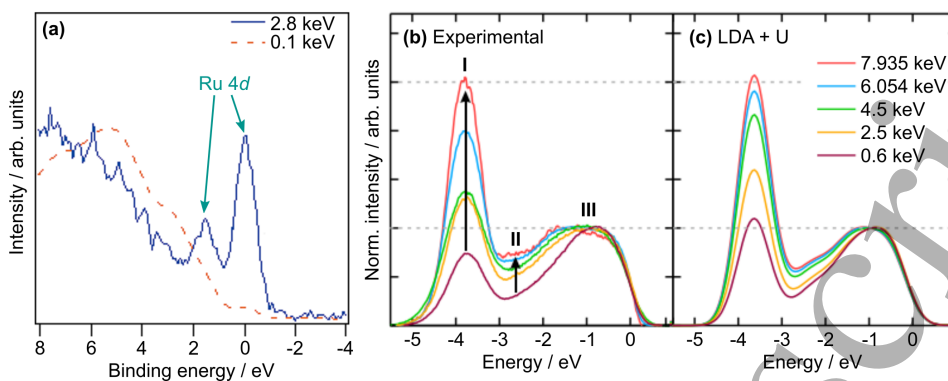 (a)
2.8 keV
0.1 keV
Ru 4d
Intensity / arb. units
8 6 4 2 0 -2 -4
Binding energy / eV
(b) Experimental
I
II
III
Norm. intensity / arb. units
-5 -4 -3 -2 -1 0
Energy / eV
(c) LDA + U
7.935 keV
6.054 keV
4.5 keV
2.5 keV
0.6 keV
-5 -4 -3 -2 -1 0
Energy / eV